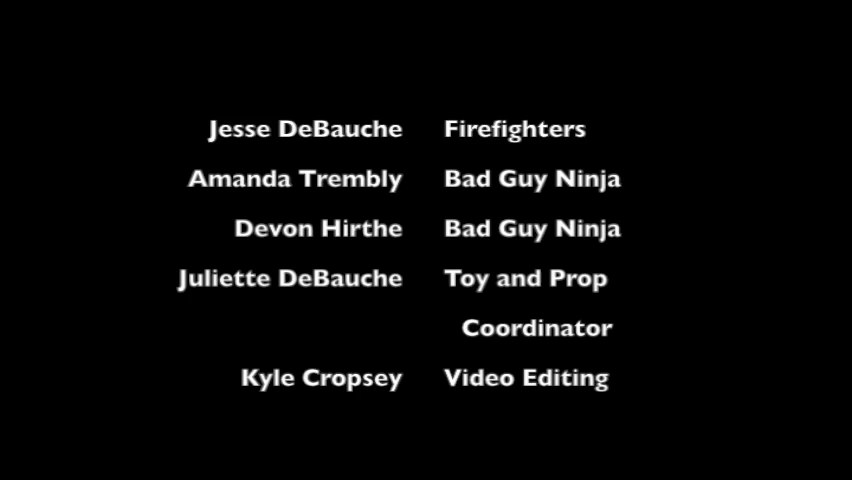 Jesse DeBauche Firefighters
Amanda Trembly Bad Guy Ninja
Devon Hirthe Bad Guy Ninja
Juliette DeBauche Toy and Prop
Coordinator
Kyle Cropsey Video Editing